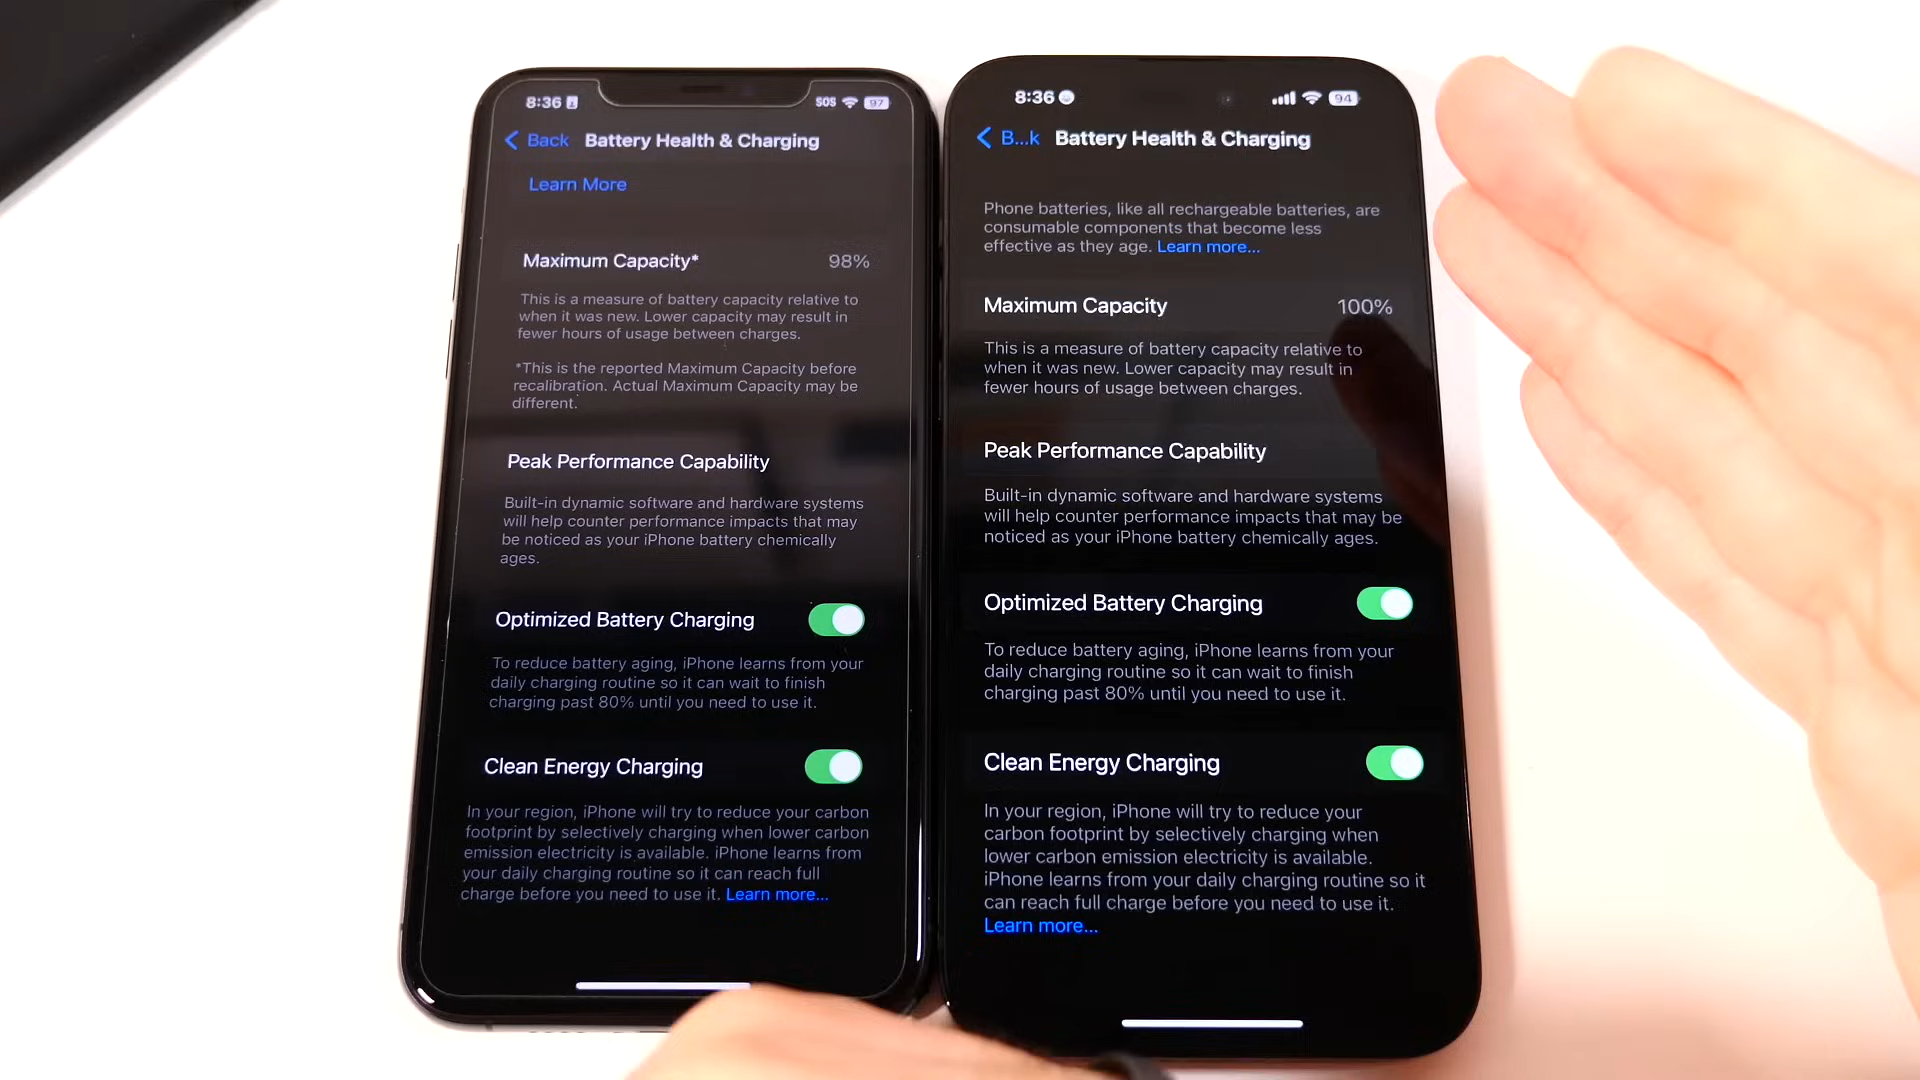 8:36
SOS 97
Back Battery Health & Charging
Learn More
Maximum Capacity* 98%
This is a measure of battery capacity relative to
when it was new. Lower capacity may result in
fewer hours of usage between charges.
*This is the reported Maximum Capacity before
recalibration. Actual Maximum Capacity may be
different.
Peak Performance Capability
Built-in dynamic software and hardware systems
will help counter performance impacts that may
be noticed as your iPhone battery chemically
ages.
Optimized Battery Charging
To reduce battery aging, iPhone learns from your
daily charging routine so it can wait to finish
charging past 80% until you need to use it.
Clean Energy Charging
In your region, iPhone will try to reduce your carbon
footprint by selectively charging when lower carbon
emission electricity is available. iPhone learns from
your daily charging routine so it can reach full
charge before you need to use it. Learn more...
8:36
94
B...k Battery Health & Charging
Phone batteries, like all rechargeable batteries, are
consumable components that become less
effective as they age. Learn more...
Maximum Capacity 100%
This is a measure of battery capacity relative to
when it was new. Lower capacity may result in
fewer hours of usage between charges.
Peak Performance Capability
Built-in dynamic software and hardware systems
will help counter performance impacts that may be
noticed as your iPhone battery chemically ages.
Optimized Battery Charging
To reduce battery aging, iPhone learns from your
daily charging routine so it can wait to finish
charging past 80% until you need to use it.
Clean Energy Charging
In your region, iPhone will try to reduce your
carbon footprint by selectively charging when
lower carbon emission electricity is available.
iPhone learns from your daily charging routine so it
can reach full charge before you need to use it.
Learn more...